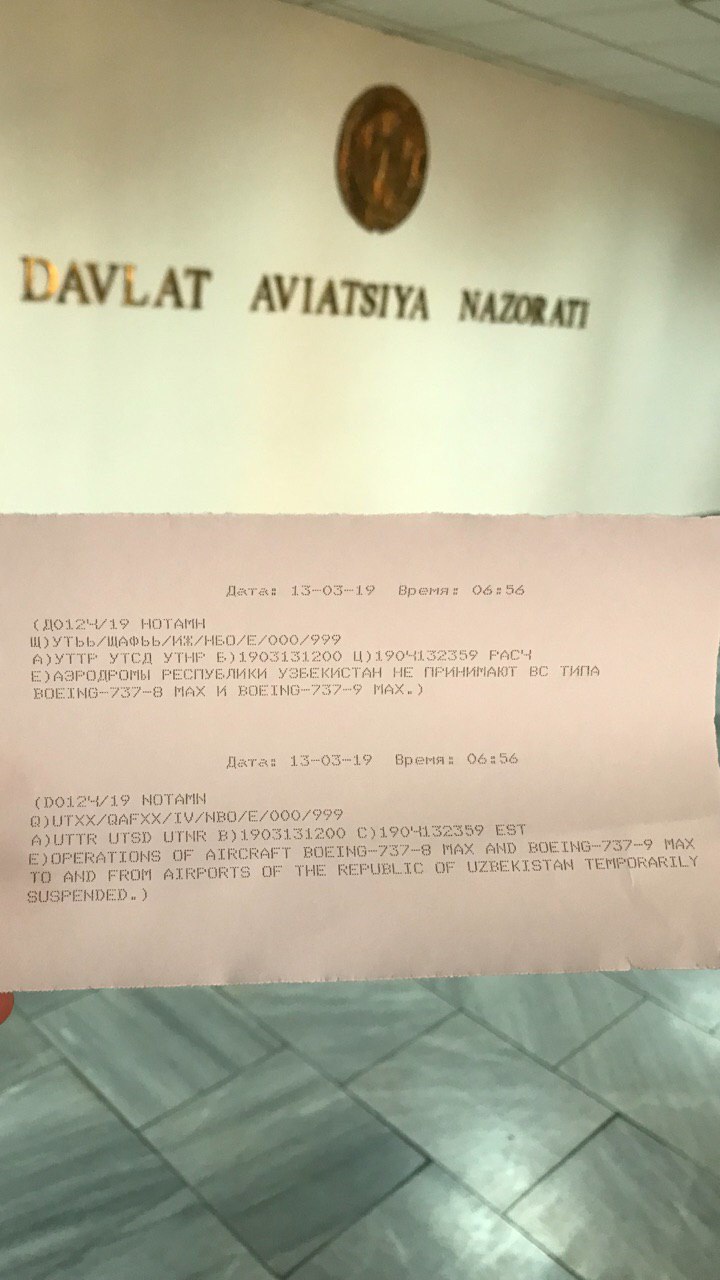 DAVLAT AVIATSIYA NAZORATI
Дата: 13-03-19 Время: 06:56
(Д0124/19 НОТАМН
Щ)УТЬЬ/ЩАФЬЬ/ИЖ/НБО/Е/000/999
А)УТТР УТСД УТНР Б)1903131200 Ц)1904132359 РАСЧ
Е)АЭРОДРОМЫ РЕСПУБЛИКИ УЗБЕКИСТАН НЕ ПРИНИМАЮТ ВС ТИПА
BOEING-737-8 MAX И BOEING-737-9 MAX.)
Дата: 13-03-19 Время: 06:56
(D0124/19 NOTAMN
Q)UTXX/QAFXX/IV/NBO/E/000/999
A)UTTR UTSD UTNR B)1903131200 C)1904132359 EST
E)OPERATIONS OF AIRCRAFT BOEING-737-8 MAX AND BOEING-737-9 MAX
TO AND FROM AIRPORTS OF THE REPUBLIC OF UZBEKISTAN TEMPORARILY
SUSPENDED.)